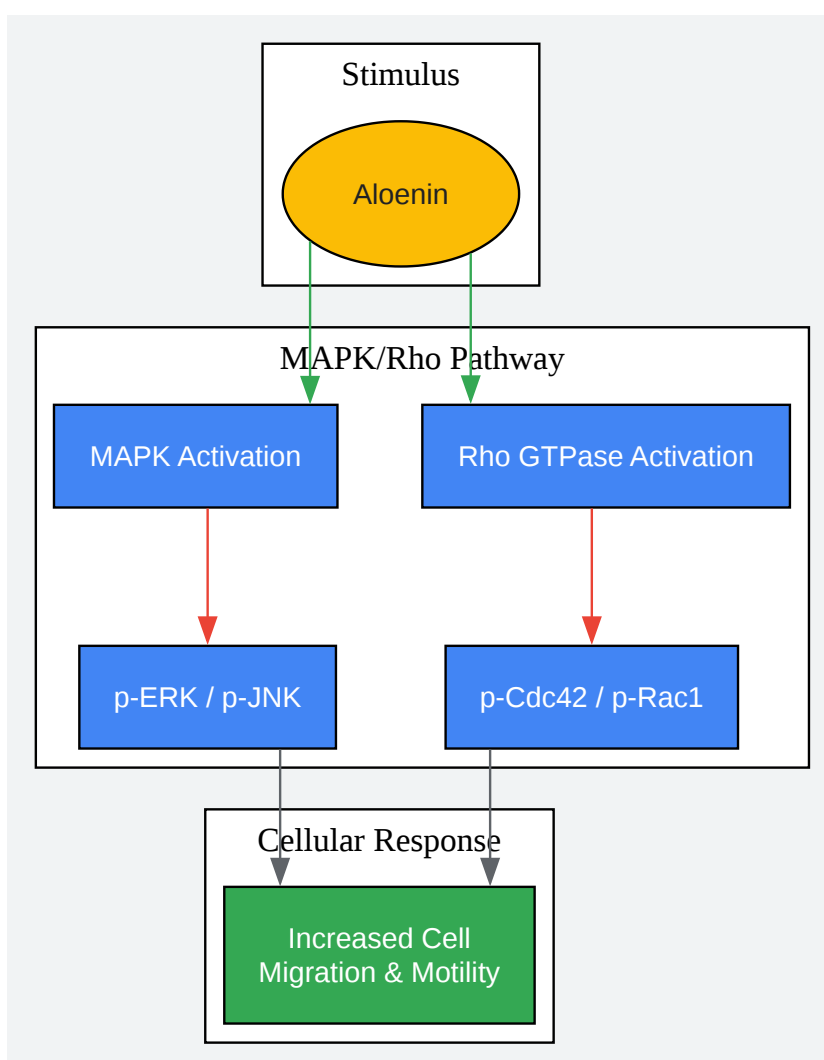 Stimulus
Aloenin
MAPK/Rho Pathway
MAPK Activation
Rho GTPase Activation
p-ERK / p-JNK
p-Cdc42 / p-Rac1
Cellular Response
Increased Cell
Migration & Motility